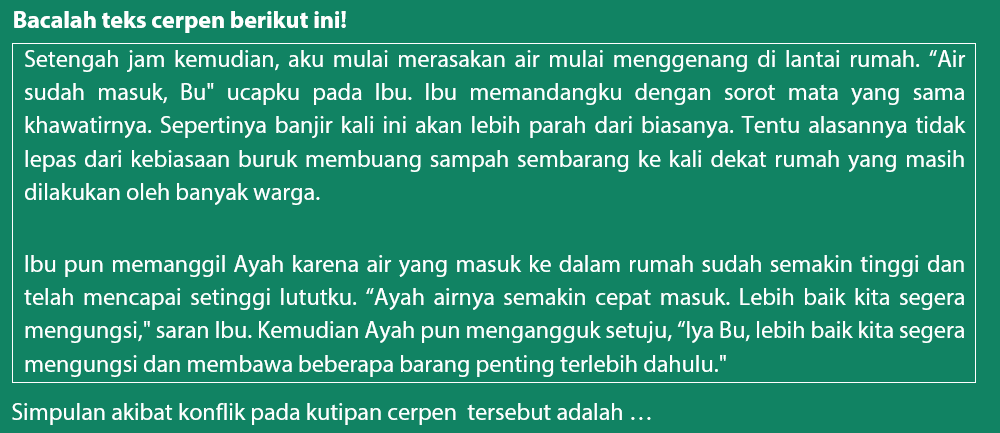 Bacalah teks cerpen berikut ini!
Setengah jam kemudian, aku mulai merasakan air mulai menggenang di lantai rumah. “Air
sudah masuk, Bu" ucapku pada Ibu. Ibu memandangku dengan sorot mata yang sama
khawatirnya. Sepertinya banjir kali ini akan lebih parah dari biasanya. Tentu alasannya tidak
lepas dari kebiasaan buruk membuang sampah sembarang ke kali dekat rumah yang masih
dilakukan oleh banyak warga.
Ibu pun memanggil Ayah karena air yang masuk ke dalam rumah sudah semakin tinggi dan
telah mencapai setinggi lututku. “Ayah airnya semakin cepat masuk. Lebih baik kita segera
mengungsi," saran Ibu. Kemudian Ayah pun mengangguk setuju, “Iya Bu, lebih baik kita segera
mengungsi dan membawa beberapa barang penting terlebih dahulu."
Simpulan akibat konflik pada kutipan cerpen tersebut adalah …